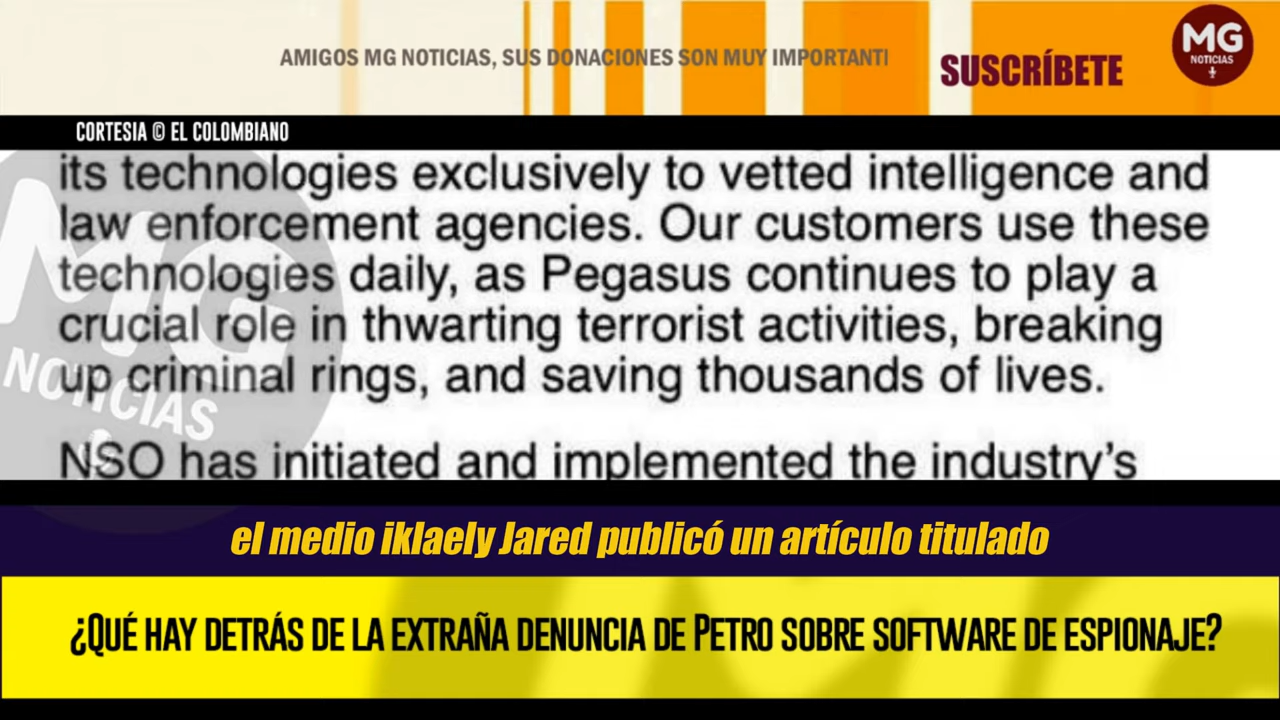 AMIGOS MG NOTICIAS, SUS DONACIONES SON MUY IMPORTANTI
SUSCRÍBETE
MG
NOTICIAS
CORTESIA © EL COLOMBIANO
its technologies exclusively to vetted intelligence and
law enforcement agencies. Our customers use these
technologies daily, as Pegasus continues to play a
crucial role in thwarting terrorist activities, breaking
up criminal rings, and saving thousands of lives.
NSO has initiated and implemented the industry's
MG
NOTICIAS
el medio iklaely Jared publicó un artículo titulado
¿QUÉ HAY DETRÁS DE LA EXTRAÑA DENUNCIA DE PETRO SOBRE SOFTWARE DE ESPIONAJE?